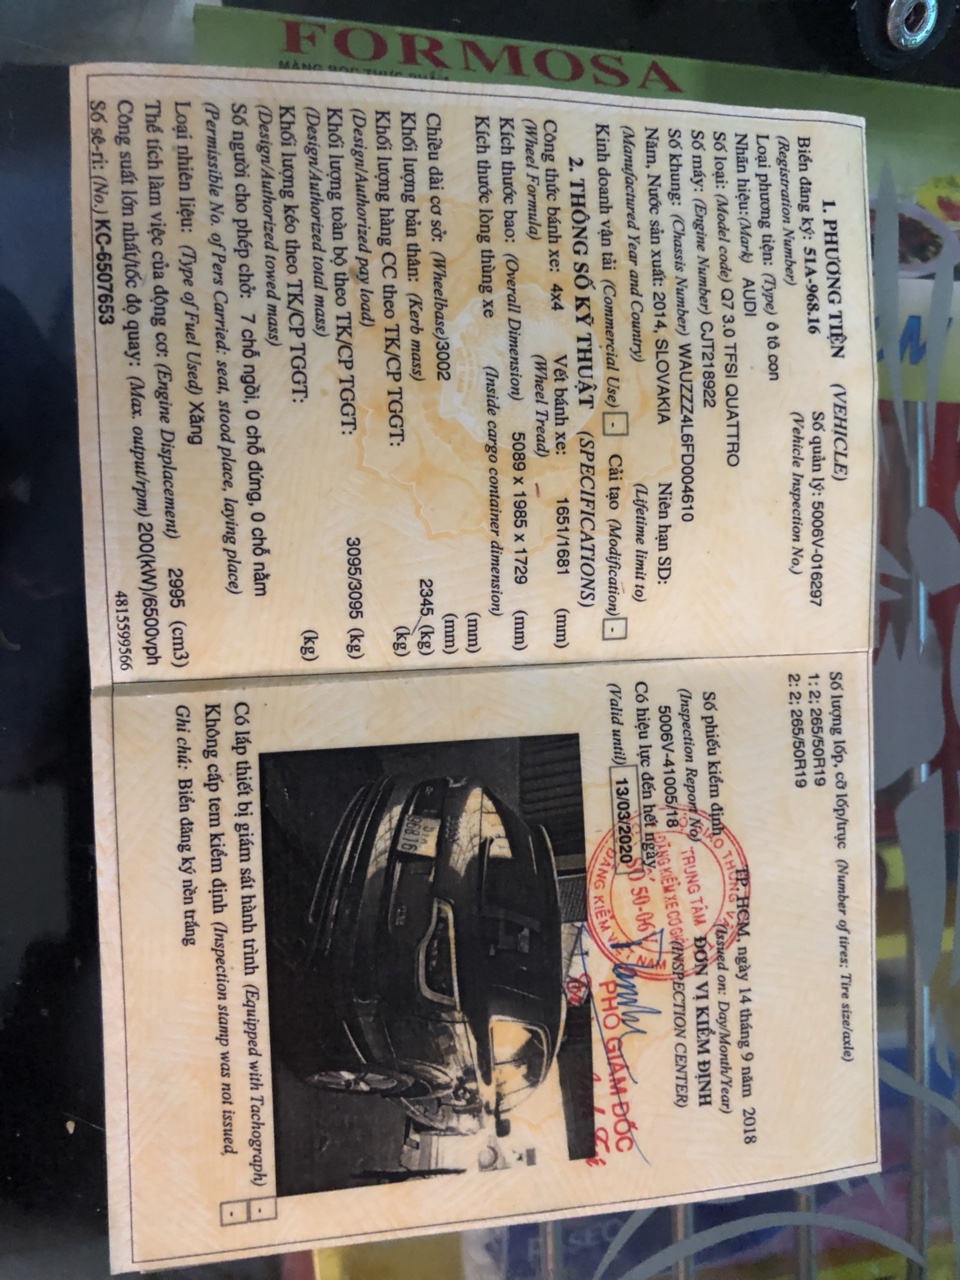 FORMOSA
MÀNG BỌC THỰC PHẨM
1. PHƯƠNG TIỆN (VEHICLE)
Biển đăng ký: 51A-968.16 Số quản lý: 5006V-016297
(Registration Number) (Vehicle Inspection No.)
Loại phương tiện: (Type) ô tô con
Nhãn hiệu: (Mark) AUDI
Số loại: (Model code) Q7 3.0 TFSI QUATTRO
Số máy: (Engine Number) CJT218922
Số khung: (Chassis Number) WAUZZZ4L6FD004610
Năm, Nước sản xuất: 2014, SLOVAKIA Niên hạn SD:
(Manufactured Year and Country) (Lifetime limit to)
Kinh doanh vận tải (Commercial Use) - Cải tạo (Modification) -
2. THÔNG SỐ KỸ THUẬT (SPECIFICATIONS)
Công thức bánh xe: 4x4 Vết bánh xe: 1651/1681 (mm)
(Wheel Formula) (Wheel Tread)
Kích thước bao: (Overall Dimension) 5089 x 1985 x 1729 (mm)
Kích thước lòng thùng xe (Inside cargo container dimension)
(mm)
Chiều dài cơ sở: (Wheelbase)3002 (mm)
Khối lượng bản thân: (Kerb mass) 2345 (kg)
Khối lượng hàng CC theo TK/CP TGGT: (kg)
(Design/Authorized pay load)
Khối lượng toàn bộ theo TK/CP TGGT: 3095/3095 (kg)
(Design/Authorized total mass)
Khối lượng kéo theo TK/CP TGGT: (kg)
(Design/Authorized towed mass)
Số người cho phép chở: 7 chỗ ngồi, 0 chỗ đứng, 0 chỗ nằm
(Permissible No. of Pers Carried: seat, stood place, laying place)
Loại nhiên liệu: (Type of Fuel Used) Xăng
Thể tích làm việc của động cơ: (Engine Displacement) 2995 (cm3)
Công suất lớn nhất/tốc độ quay: (Max. output/rpm) 200(kW)/6500vph
Số sê-ri: (No.) KC-6507653 4815599566
Số lượng lốp, cỡ lốp/trục (Number of tires; Tire size/axle)
1: 2; 265/50R19
2: 2; 265/50R19
TP. HCM, ngày 14 tháng 9 năm 2018
(Issued on: Day/Month/Year)
Số phiếu kiểm định ĐƠN VỊ KIỂM ĐỊNH
(Inspection Report No) (INSPECTION CENTER)
5006V-41005/18
Có hiệu lực đến hết ngày
(Valid until) 13/03/2020
TRUNG TÂM
ĐĂNG KIỂM XE CƠ GIỚI
50-06V
PHÓ GIÁM ĐỐC
Có lắp thiết bị giám sát hành trình (Equipped with Tachograph) -
Không cấp tem kiểm định (Inspection stamp was not issued) -
Ghi chú: Biển đăng ký nền trắng